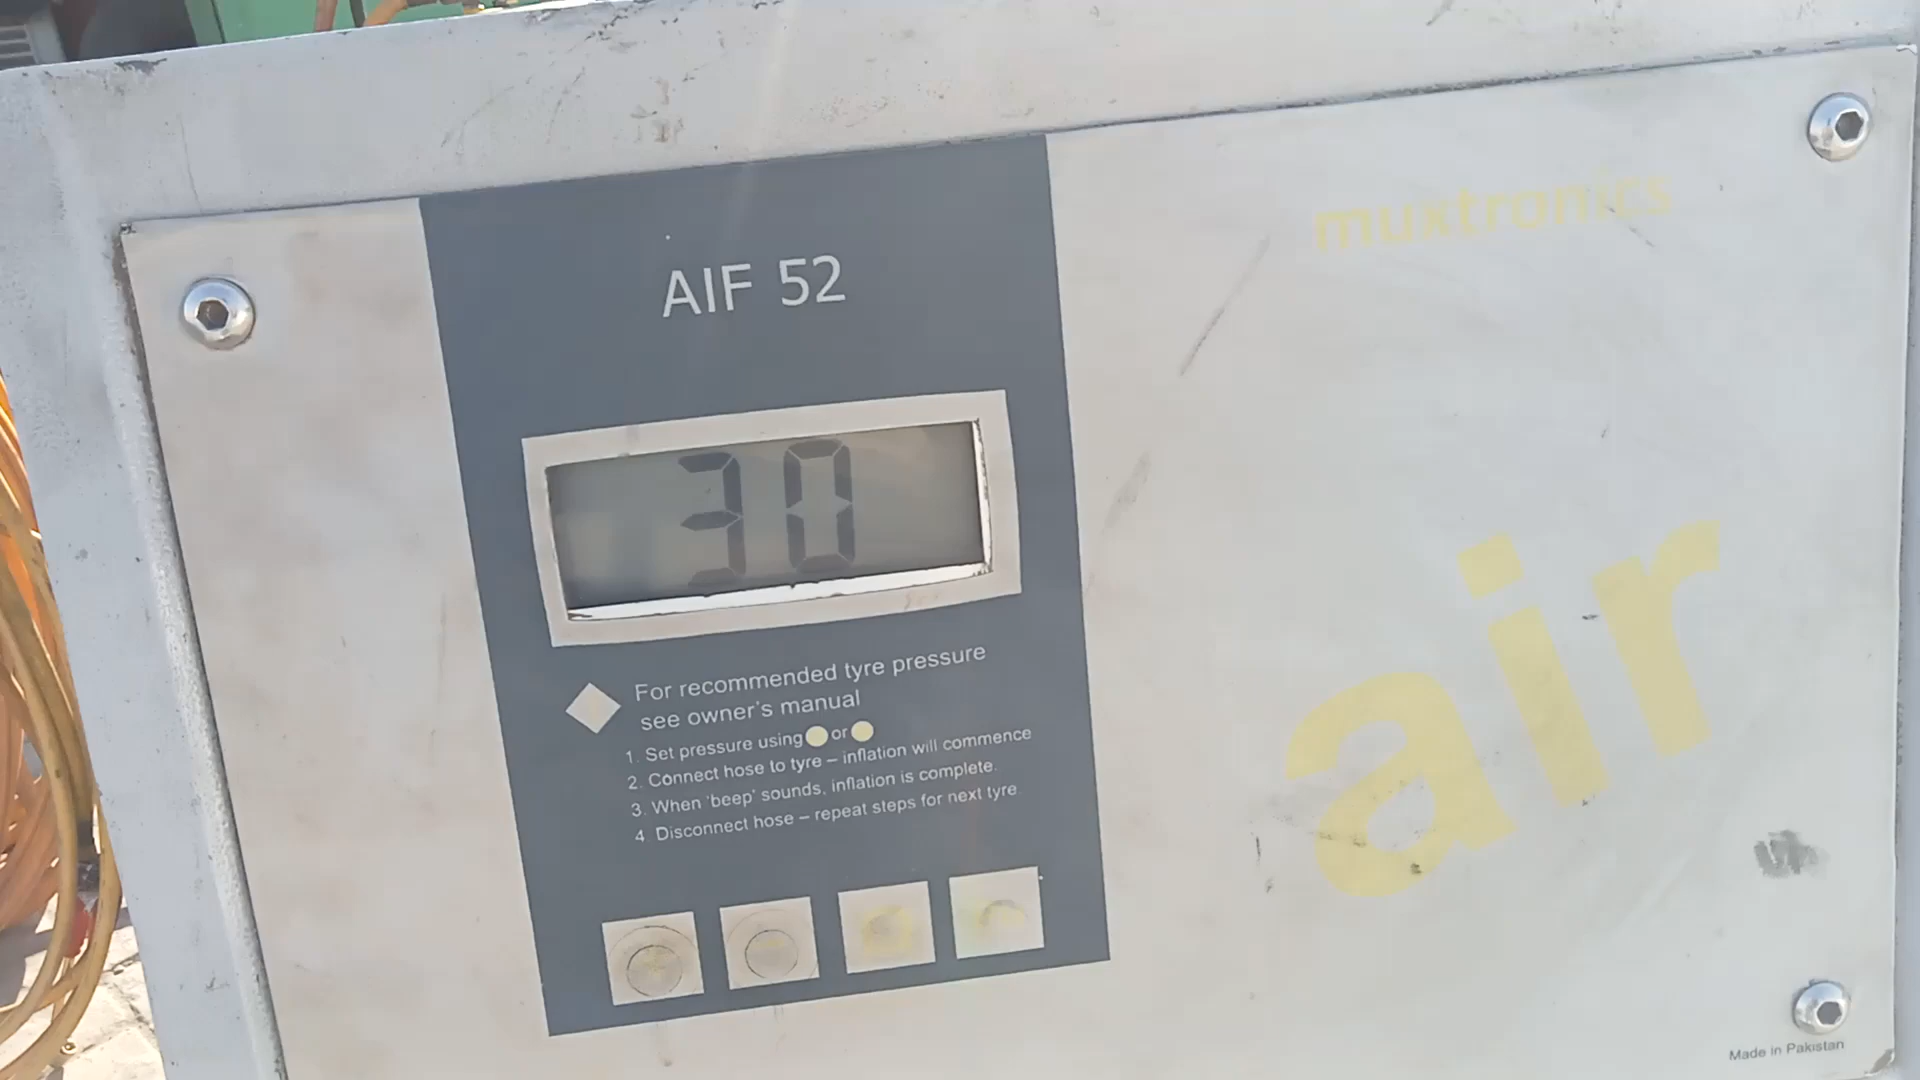 muxtronics
AIF 52
30
For recommended tyre pressure
see owner's manual
1. Set pressure using or
2. Connect hose to tyre – inflation will commence
3. When 'beep' sounds, inflation is complete.
4. Disconnect hose – repeat steps for next tyre.
air
Made in Pakistan